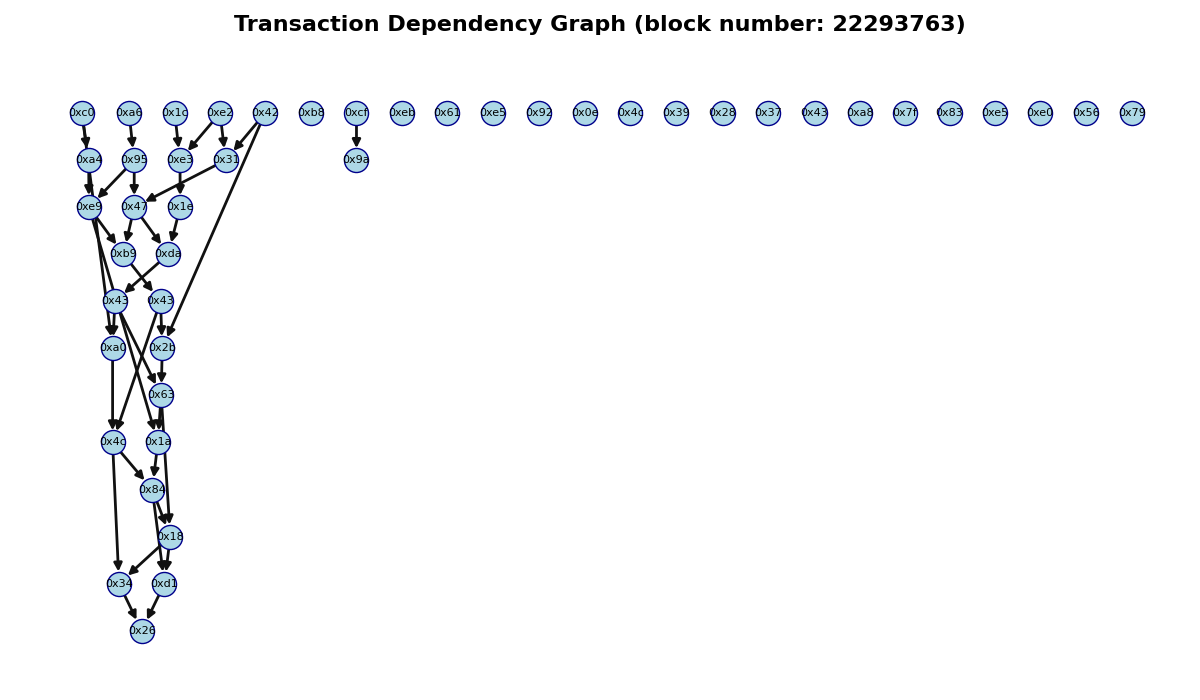 Transaction Dependency Graph (block number: 22293763)
0xc0 0xa6 0x1c 0xe2 0x42 0xb8 0xcf 0xeb 0x61 0xe5 0x92 0x0e 0x4c 0x39 0x28 0x37 0x43 0xa8 0x7f 0x83 0xe5 0xe0 0x56 0x79
0xa4 0x95 0xe3 0x31 0x9a
0xe9 0x47 0x1e
0xb9 0xda
0x43 0x43
0xa0 0x2b
0x63
0x4c 0x1a
0x84
0x18
0x34 0xd1
0x26